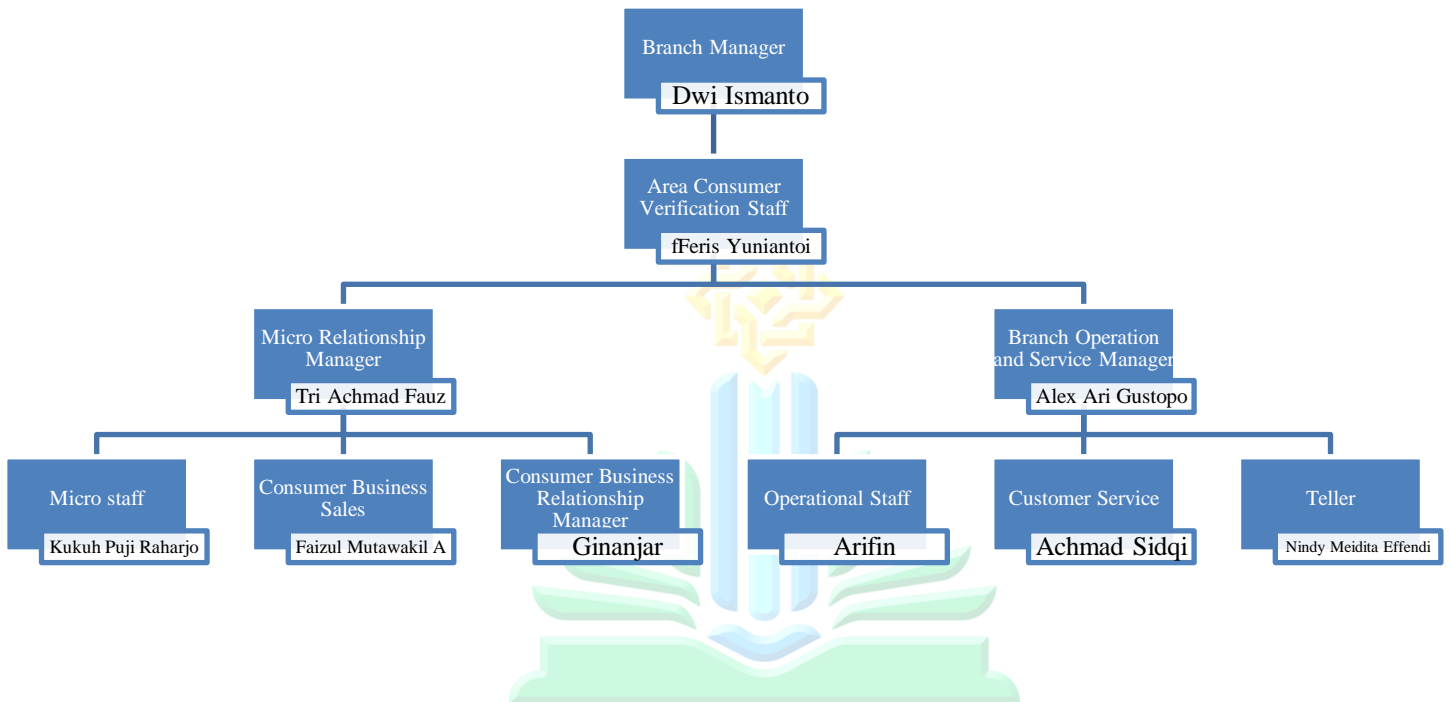 Branch Manager
Dwi Ismanto
Area Consumer
Verification Staff
fFeris Yuniantoi
Micro Relationship
Manager
Tri Achmad Fauz
Branch Operation
and Service Manager
Alex Ari Gustopo
Micro staff
Kukuh Puji Raharjo
Consumer Business
Sales
Faizul Mutawakil A
Consumer Business
Relationship
Manager
Ginanjar
Operational Staff
Arifin
Customer Service
Achmad Sidqi
Teller
Nindy Meidita Effendi